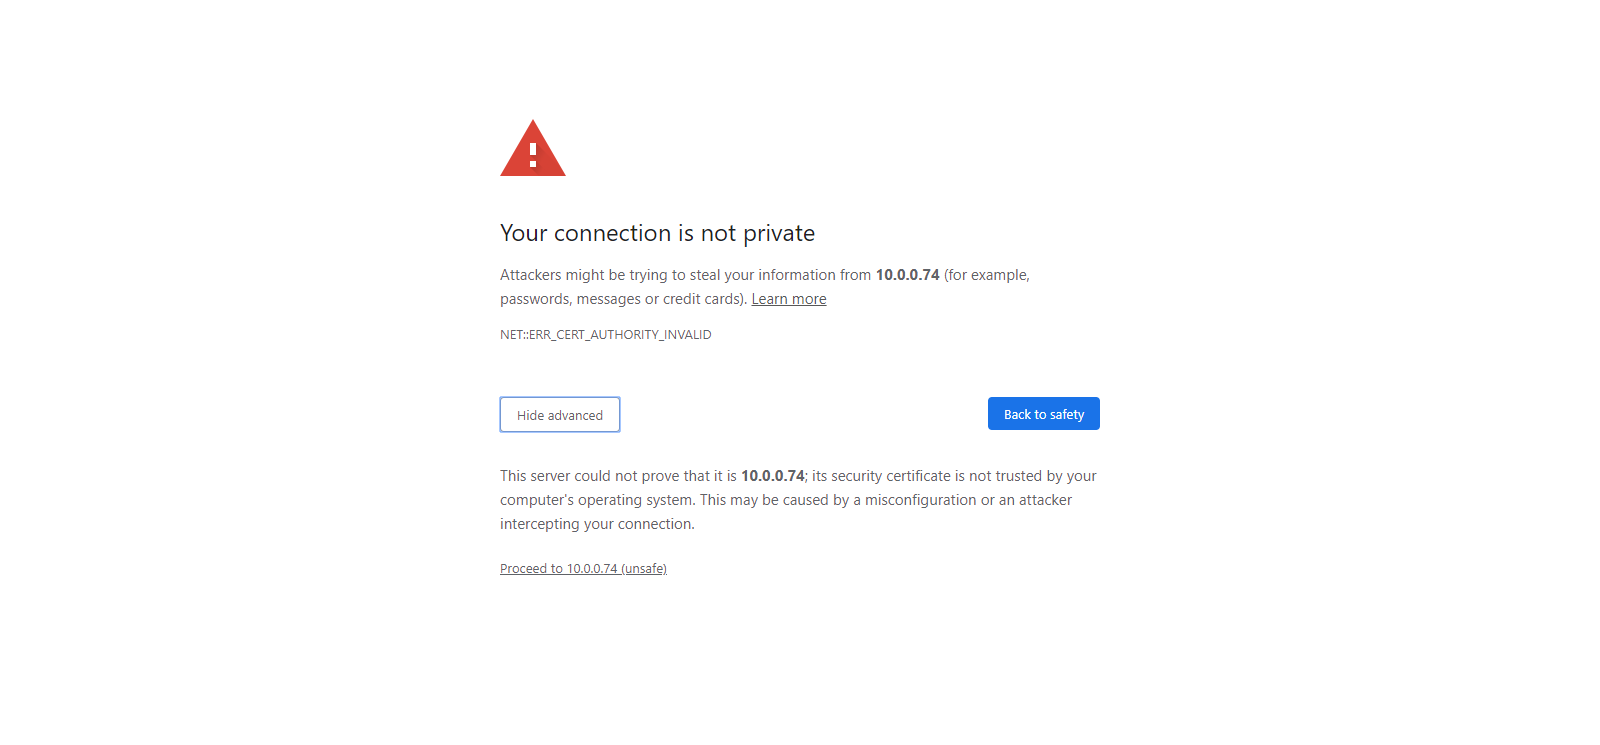 Your connection is not private
Attackers might be trying to steal your information from 10.0.0.74 (for example,
passwords, messages or credit cards). Learn more
NET::ERR_CERT_AUTHORITY_INVALID
Hide advanced
Back to safety
This server could not prove that it is 10.0.0.74; its security certificate is not trusted by your
computer's operating system. This may be caused by a misconfiguration or an attacker
intercepting your connection.
Proceed to 10.0.0.74 (unsafe)